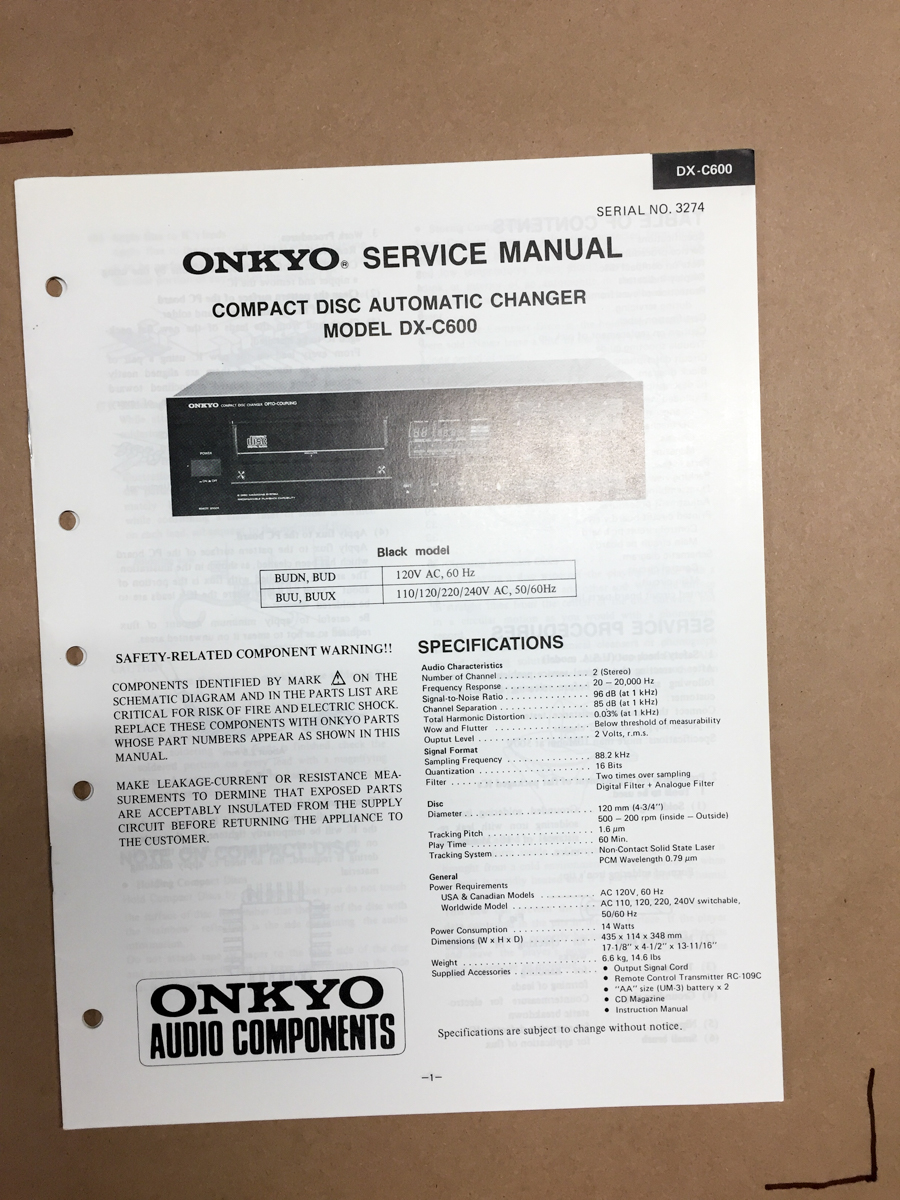 DX-C600
SERIAL NO. 3274
ONKYO® SERVICE MANUAL
COMPACT DISC AUTOMATIC CHANGER
MODEL DX-C600
ONKYO COMPACT DISC CHANGER OPTO-COUPLING
POWER
Black model
BUDN, BUD 120V AC, 60 Hz
BUU, BUUX 110/120/220/240V AC, 50/60Hz
SAFETY-RELATED COMPONENT WARNING!!
COMPONENTS IDENTIFIED BY MARK ⚠ ON THE
SCHEMATIC DIAGRAM AND IN THE PARTS LIST ARE
CRITICAL FOR RISK OF FIRE AND ELECTRIC SHOCK.
REPLACE THESE COMPONENTS WITH ONKYO PARTS
WHOSE PART NUMBERS APPEAR AS SHOWN IN THIS
MANUAL.
MAKE LEAKAGE-CURRENT OR RESISTANCE MEA-
SUREMENTS TO DERMINE THAT EXPOSED PARTS
ARE ACCEPTABLY INSULATED FROM THE SUPPLY
CIRCUIT BEFORE RETURNING THE APPLIANCE TO
THE CUSTOMER.
ONKYO
AUDIO COMPONENTS
SPECIFICATIONS
Audio Characteristics
Number of Channel . . . . . . . . . . . . . . . 2 (Stereo)
Frequency Response . . . . . . . . . . . . . . 20 – 20,000 Hz
Signal-to-Noise Ratio . . . . . . . . . . . . . . 96 dB (at 1 kHz)
Channel Separation . . . . . . . . . . . . . . . 85 dB (at 1 kHz)
Total Harmonic Distortion . . . . . . . . . . 0.03% (at 1 kHz)
Wow and Flutter . . . . . . . . . . . . . . . . Below threshold of measurability
Ouptut Level . . . . . . . . . . . . . . . . . . . 2 Volts, r.m.s.
Signal Format
Sampling Frequency . . . . . . . . . . . . . . 88.2 kHz
Quantization . . . . . . . . . . . . . . . . . . . 16 Bits
Filter . . . . . . . . . . . . . . . . . . . . . . . . Two times over sampling
Digital Filter + Analogue Filter
Disc
Diameter . . . . . . . . . . . . . . . . . . . . . . 120 mm (4-3/4")
500 – 200 rpm (inside – Outside)
Tracking Pitch . . . . . . . . . . . . . . . . . . 1.6 μm
Play Time . . . . . . . . . . . . . . . . . . . . . 60 Min.
Tracking System . . . . . . . . . . . . . . . . . Non-Contact Solid State Laser
PCM Wavelength 0.79 μm
General
Power Requirements
USA & Canadian Models . . . . . . . . . . AC 120V, 60 Hz
Worldwide Model . . . . . . . . . . . . . . . AC 110, 120, 220, 240V switchable,
50/60 Hz
Power Consumption . . . . . . . . . . . . . . 14 Watts
Dimensions (W x H x D) . . . . . . . . . . . . 435 x 114 x 348 mm
17-1/8" x 4-1/2" x 13-11/16"
Weight . . . . . . . . . . . . . . . . . . . . . . . 6.6 kg, 14.6 lbs
Supplied Accessories . . . . . . . . . . . . . . ● Output Signal Cord
● Remote Control Transmitter RC-109C
● "AA" size (UM-3) battery x 2
● CD Magazine
● Instruction Manual
Specifications are subject to change without notice.
–1–